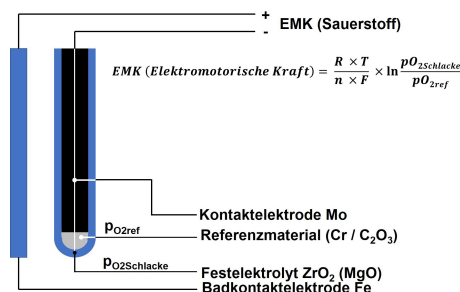 +
EMK (Sauerstoff)
-
EMK (Elektromotorische Kraft) = R × T / n × F × ln pO2Schlacke / pO2ref
Kontaktelektrode Mo
pO2ref
Referenzmaterial (Cr / C2O3)
pO2Schlacke
Festelektrolyt ZrO2 (MgO)
Badkontaktelektrode Fe